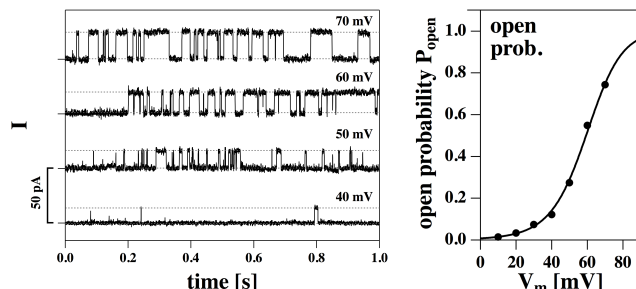 70 mV
60 mV
50 mV
40 mV
I
50 pA
0.0 0.2 0.4 0.6 0.8 1.0
time [s]
open
prob.
open probability Popen
1.0
0.8
0.6
0.4
0.2
0.0
0 20 40 60 80
Vm [mV]